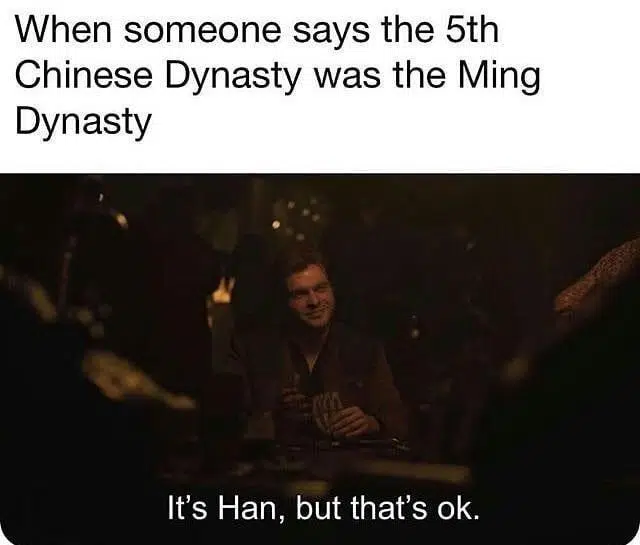 When someone says the 5th
Chinese Dynasty was the Ming
Dynasty
It's Han, but that's ok.